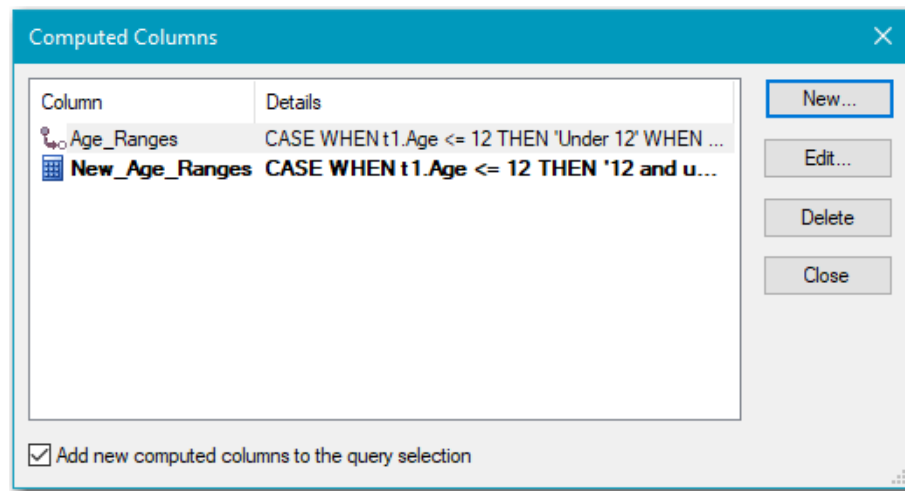 Computed Columns
Column Details
New...
Age_Ranges CASE WHEN t1.Age <= 12 THEN 'Under 12' WHEN ...
New_Age_Ranges CASE WHEN t1.Age <= 12 THEN '12 and u...
Edit...
Delete
Close
Add new computed columns to the query selection